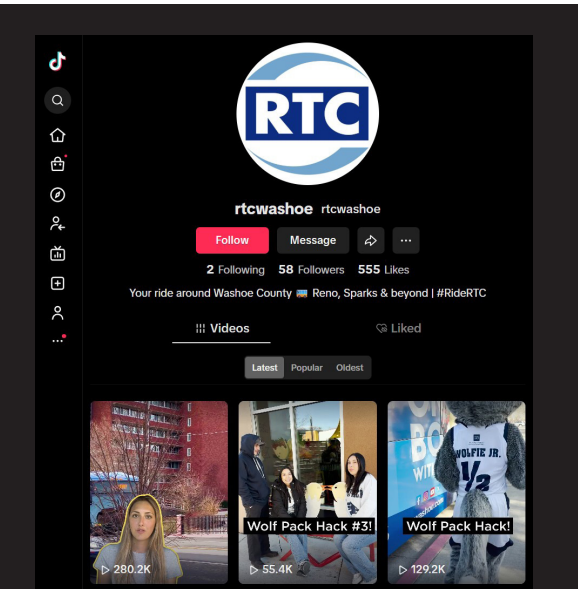 RTC
rtcwashoe rtcwashoe
Follow Message
2 Following 58 Followers 555 Likes
Your ride around Washoe County 🚌 Reno, Sparks & beyond | #RideRTC
Videos Liked
Latest Popular Oldest
WOLFIE JR.
1/2
Wolf Pack Hack #3!
Wolf Pack Hack!
280.2K
55.4K
129.2K